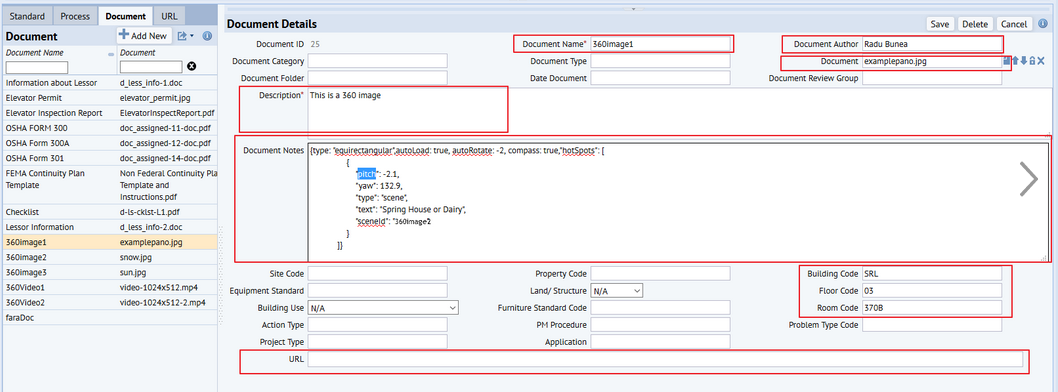 Standard Process Document URL
Document Add New
Document Name Document
Information about Lessor d_less_info-1.doc
Elevator Permit elevator_permit.jpg
Elevator Inspection Report ElevatorInspectReport.pdf
OSHA FORM 300 doc_assigned-11-doc.pdf
OSHA Form 300A doc_assigned-12-doc.pdf
OSHA Form 301 doc_assigned-14-doc.pdf
FEMA Continuity Plan Non Federal Continuity Pla
Template Template and
Instructions.pdf
Checklist d-ls-cklst-L1.pdf
Lessor Information d_less_info-2.doc
360image1 examplepano.jpg
360image2 snow.jpg
360image3 sun.jpg
360Video1 video-1024x512.mp4
360Video2 video-1024x512-2.mp4
faraDoc
Document Details Save Delete Cancel
Document ID 25 Document Name* 360image1 Document Author Radu Bunea
Document Category Document Type Document examplepano.jpg
Document Folder Date Document Document Review Group
Description* This is a 360 image
Document Notes {type: "equirectangular",autoLoad: true, autoRotate: -2, compass: true,"hotSpots": [
{
"pitch": -2.1,
"yaw": 132.9,
"type": "scene",
"text": "Spring House or Dairy",
"sceneId": "360image2
}
]}
Site Code Property Code Building Code SRL
Equipment Standard Land/ Structure N/A Floor Code 03
Building Use N/A Furniture Standard Code Room Code 370B
Action Type PM Procedure Problem Type Code
Project Type Application
URL